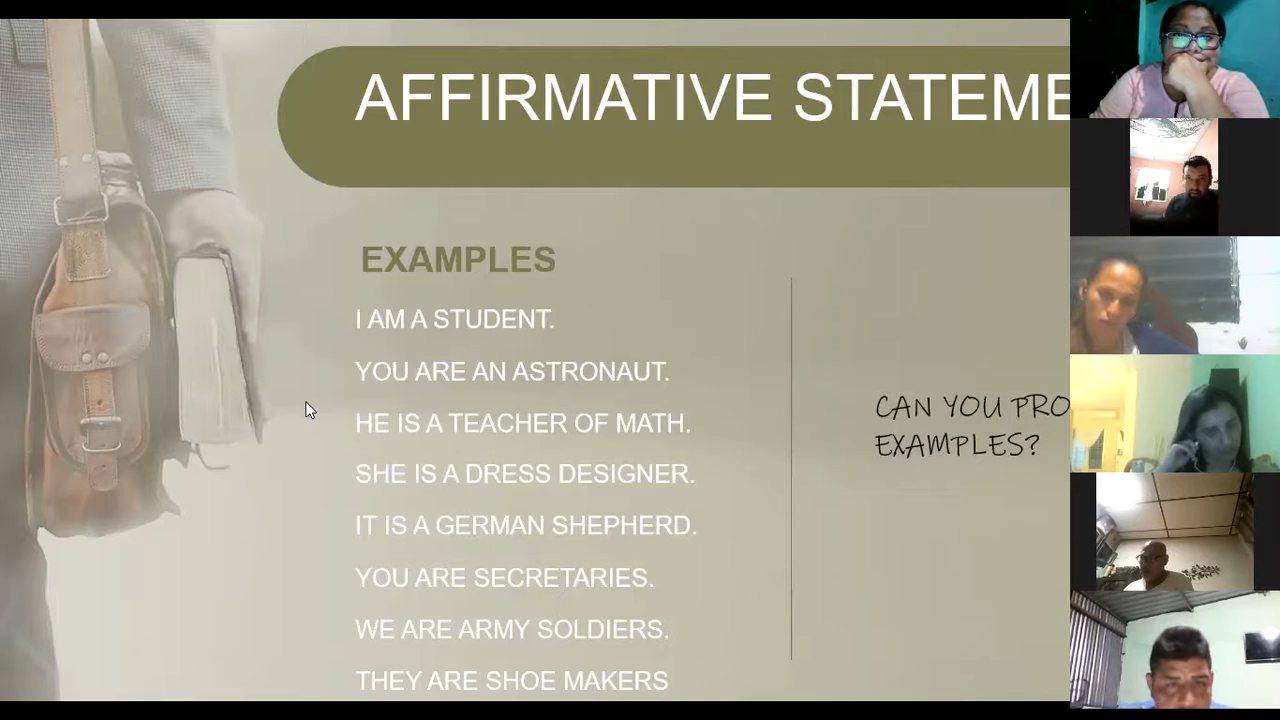 AFFIRMATIVE STATEME
EXAMPLES
I AM A STUDENT.
YOU ARE AN ASTRONAUT.
HE IS A TEACHER OF MATH.
SHE IS A DRESS DESIGNER.
IT IS A GERMAN SHEPHERD.
YOU ARE SECRETARIES.
WE ARE ARMY SOLDIERS.
THEY ARE SHOE MAKERS
CAN YOU PRO
EXAMPLES?